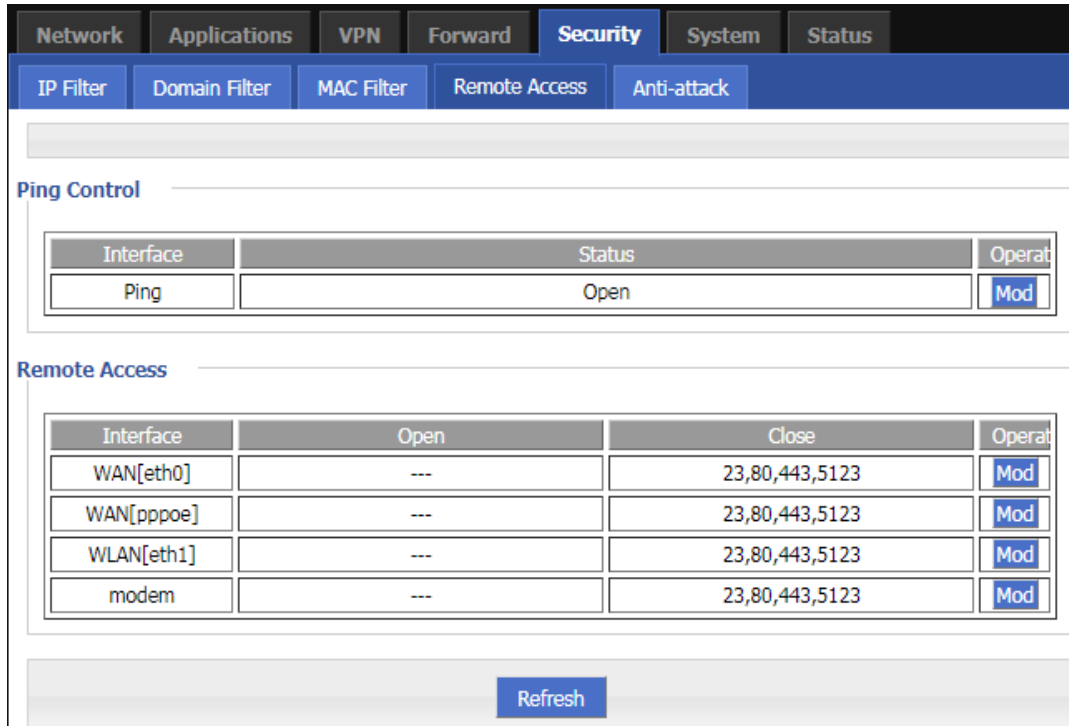 Network Applications VPN Forward Security System Status
IP Filter Domain Filter MAC Filter Remote Access Anti-attack
Ping Control
Interface Status Operat
Ping Open Mod
Remote Access
Interface Open Close Operat
WAN[eth0] --- 23,80,443,5123 Mod
WAN[pppoe] --- 23,80,443,5123 Mod
WLAN[eth1] --- 23,80,443,5123 Mod
modem --- 23,80,443,5123 Mod
Refresh